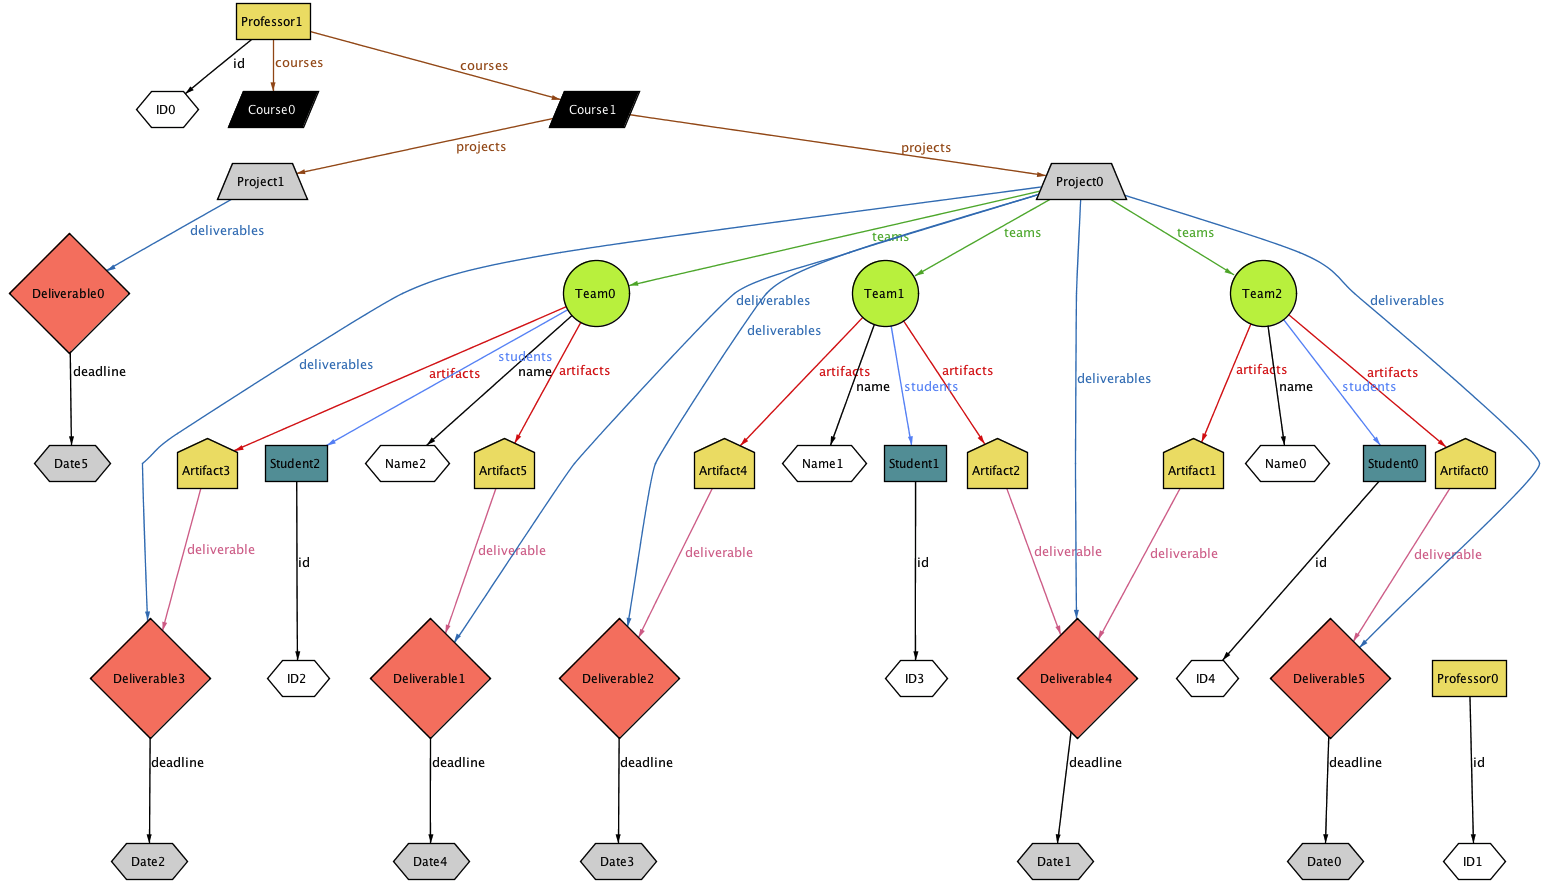 Professor1
id
courses
courses
ID0
Course0
Course1
projects
projects
Project1
Project0
deliverables
teams
teams
teams
Deliverable0
Team0
Team1
Team2
deliverables
deliverables
deliverables
deliverables
deliverables
deadline
artifacts
students
name
artifacts
artifacts
name
students
artifacts
artifacts
name
students
artifacts
Date5
Artifact3
Student2
Name2
Artifact5
Artifact4
Name1
Student1
Artifact2
Artifact1
Name0
Student0
Artifact0
deliverable
id
deliverable
deliverable
id
deliverable
deliverable
id
deliverable
Deliverable3
ID2
Deliverable1
Deliverable2
ID3
Deliverable4
ID4
Deliverable5
Professor0
deadline
deadline
deadline
deadline
deadline
id
Date2
Date4
Date3
Date1
Date0
ID1